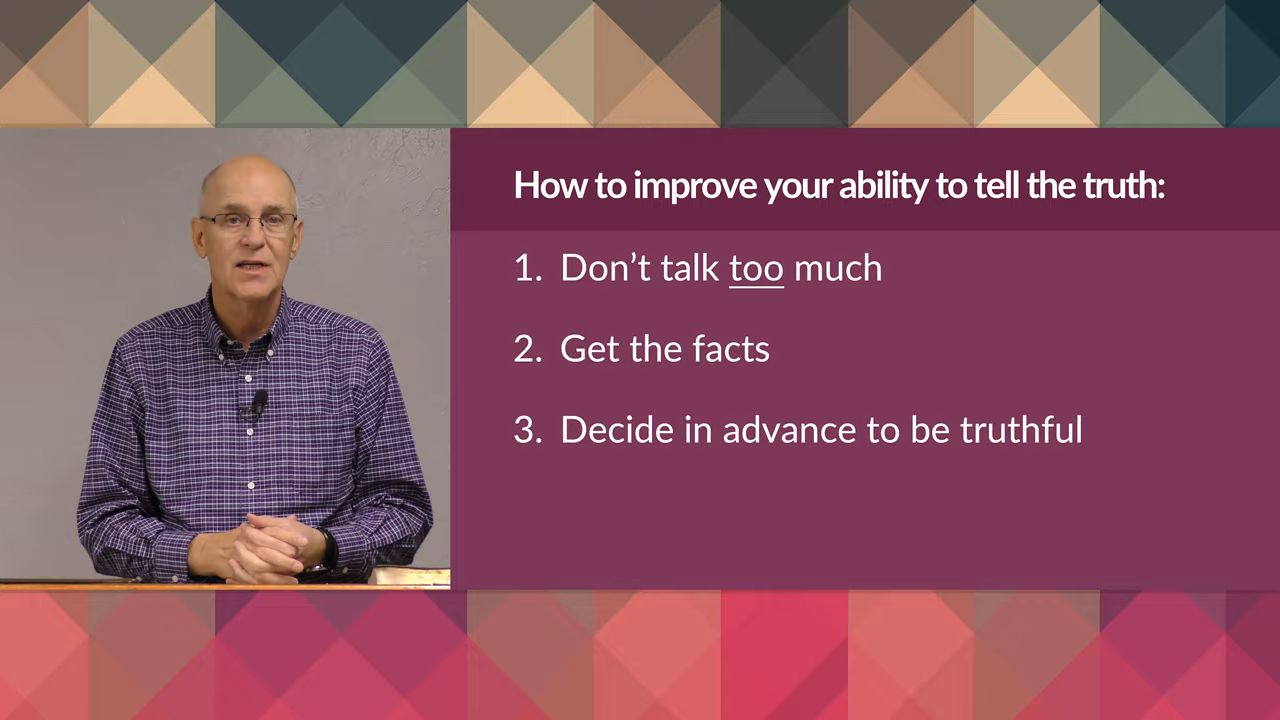 How to improve your ability to tell the truth:
1. Don’t talk too much
2. Get the facts
3. Decide in advance to be truthful